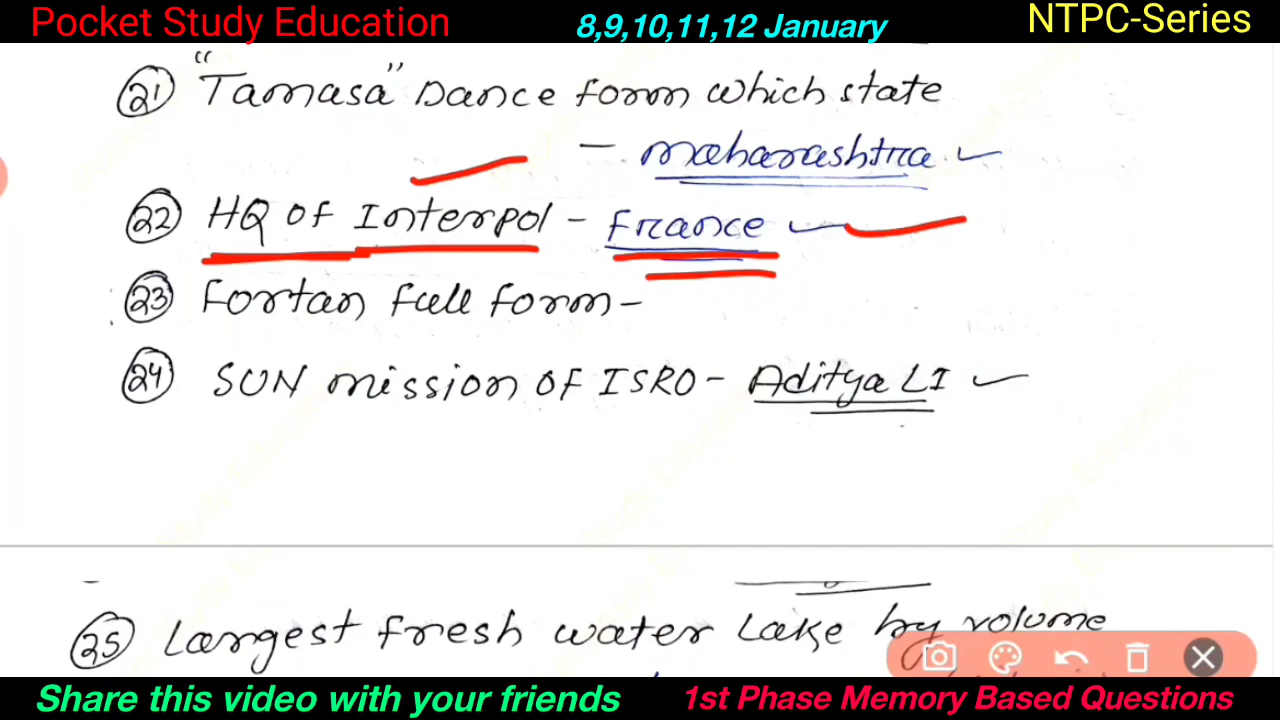 Pocket Study Education 8,9,10,11,12 January NTPC-Series
21 "Tamasa" Dance form which state
- maharashtra
22 HQ OF Interpol - France
23 Fortan full form -
24 SUN mission OF ISRO - Aditya L1
25 Largest fresh water Lake by volume
Share this video with your friends 1st Phase Memory Based Questions